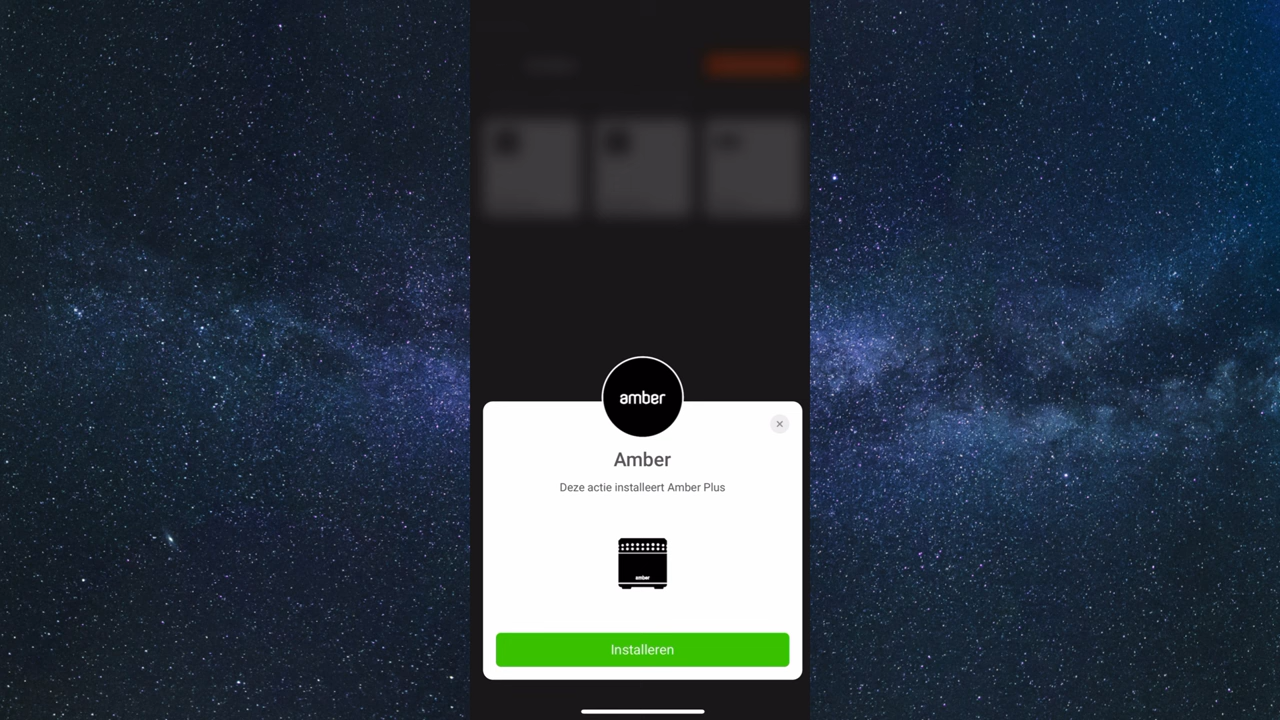 amber
Amber
Deze actie installeert Amber Plus
amber
Installeren